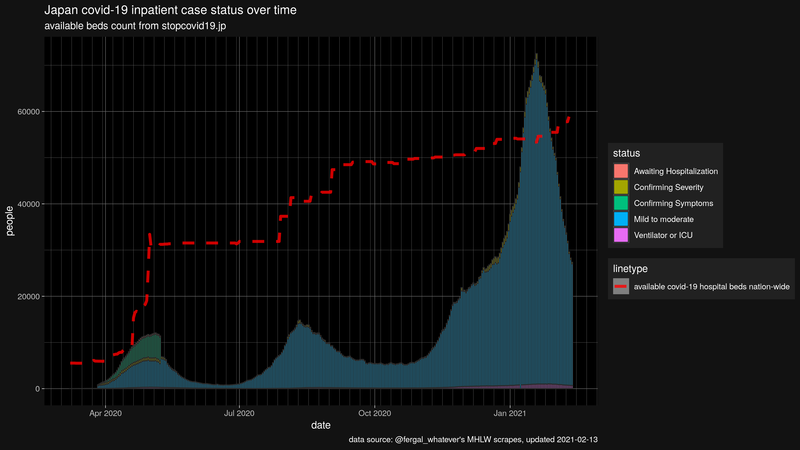 Japan covid-19 inpatient case status over time
available beds count from stopcovid19.jp
people
60000
40000
20000
0
Apr 2020
Jul 2020
Oct 2020
Jan 2021
date
status
Awaiting Hospitalization
Confirming Severity
Confirming Symptoms
Mild to moderate
Ventilator or ICU
linetype
available covid-19 hospital beds nation-wide
data source: @fergal_whatever's MHLW scrapes, updated 2021-02-13